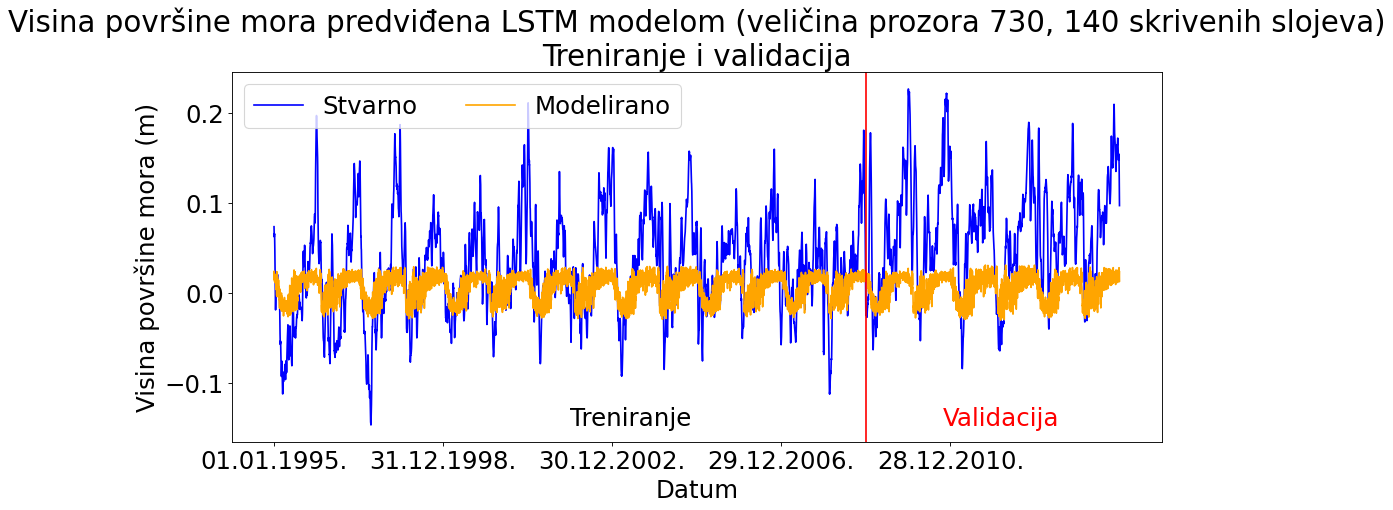 Visina površine mora predviđena LSTM modelom (veličina prozora 730, 140 skrivenih slojeva)
Treniranje i validacija
Stvarno
Modelirano
Visina površine mora (m)
0.2
0.1
0.0
−0.1
Treniranje
Validacija
01.01.1995.
31.12.1998.
30.12.2002.
29.12.2006.
28.12.2010.
Datum